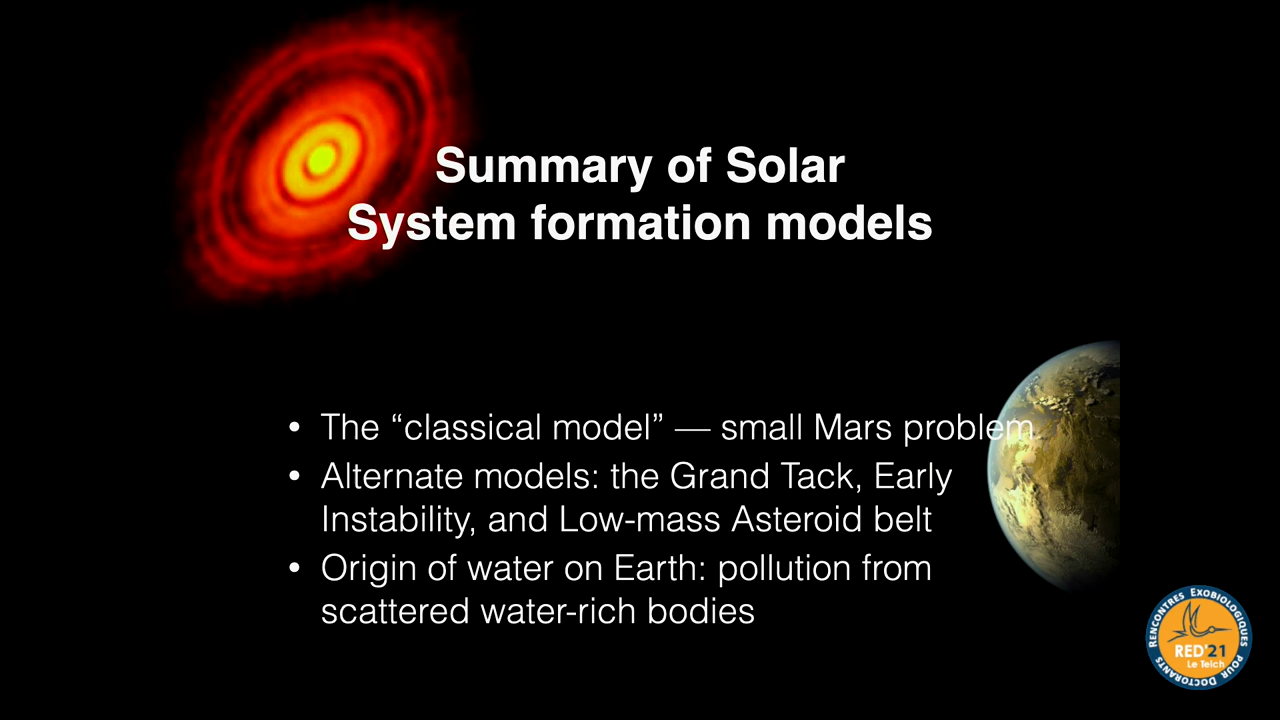 Summary of Solar
System formation models
• The “classical model” — small Mars problem
• Alternate models: the Grand Tack, Early
Instability, and Low-mass Asteroid belt
• Origin of water on Earth: pollution from
scattered water-rich bodies
RENCONTRES EXOBIOLOGIQUES POUR DOCTORANTS
RED'21
Le Teich